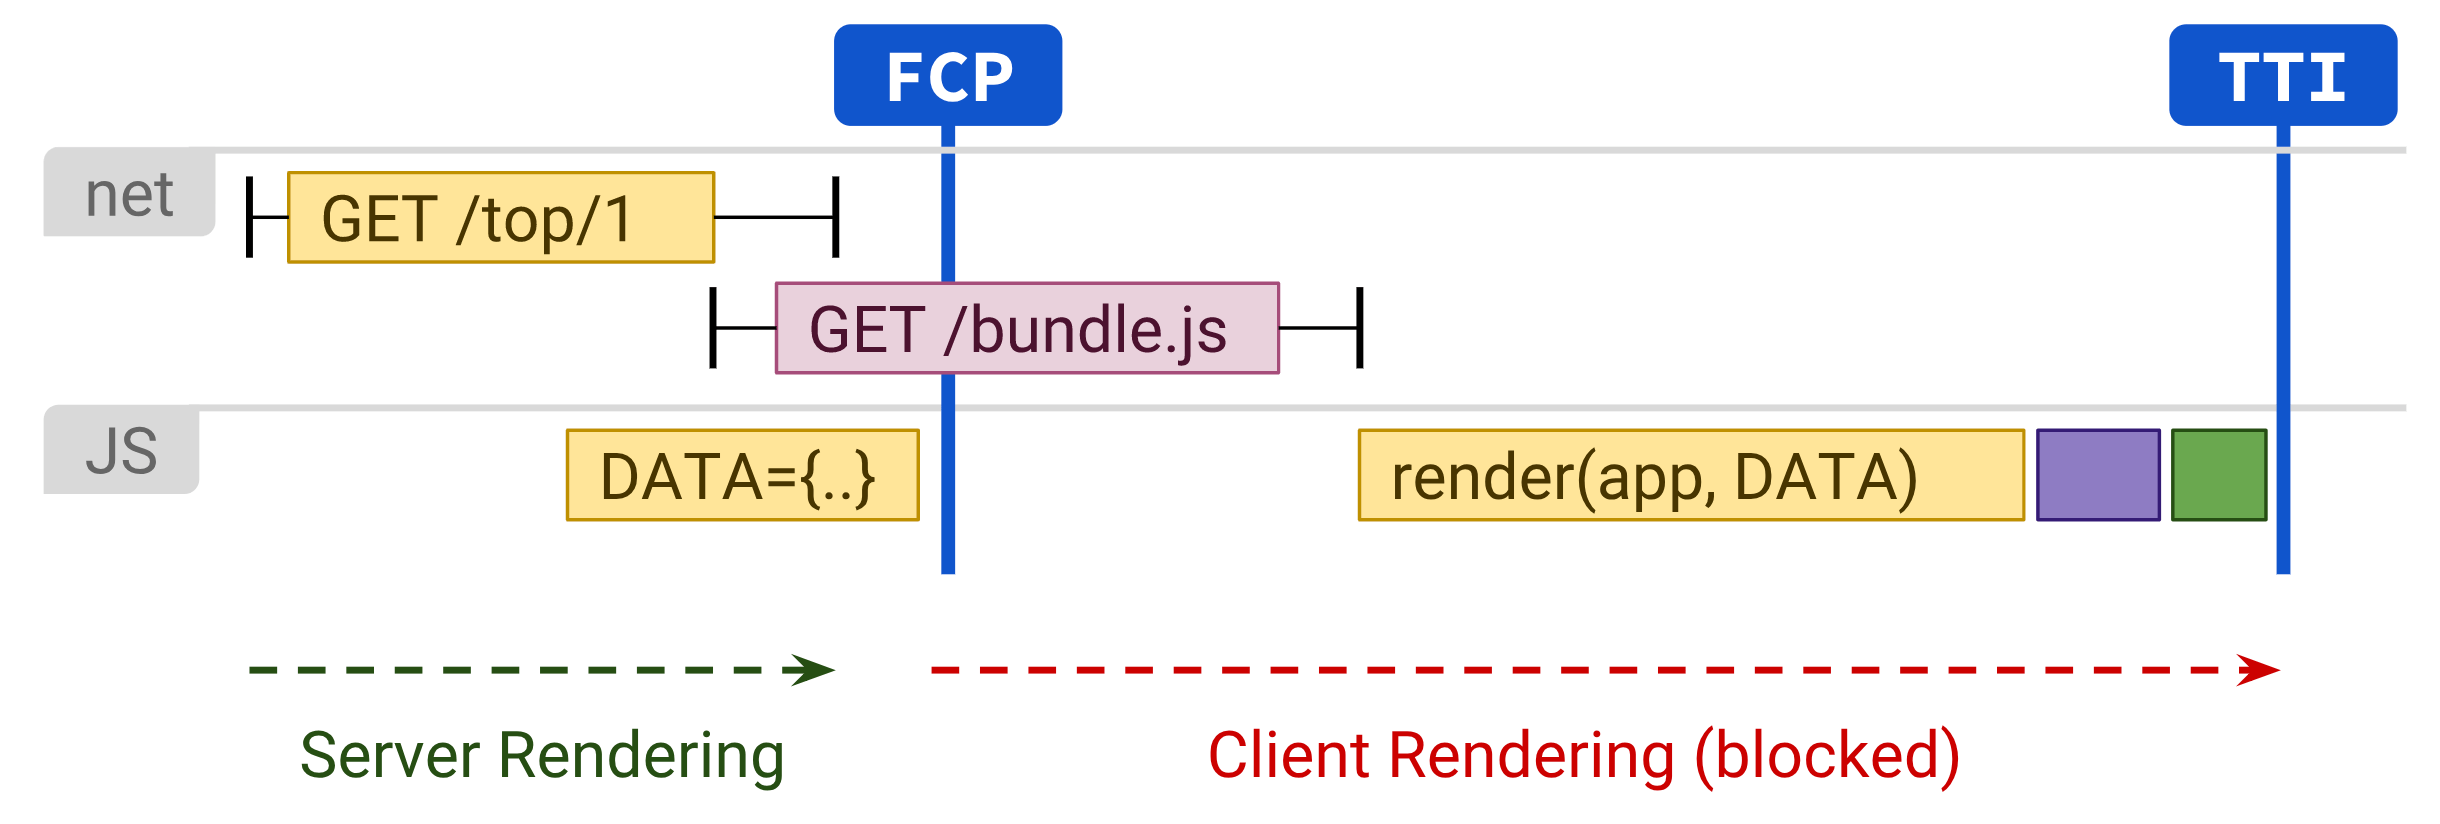 FCP
TTI
net
GET /top/1
GET /bundle.js
JS
DATA={..}
render(app, DATA)
Server Rendering
Client Rendering (blocked)